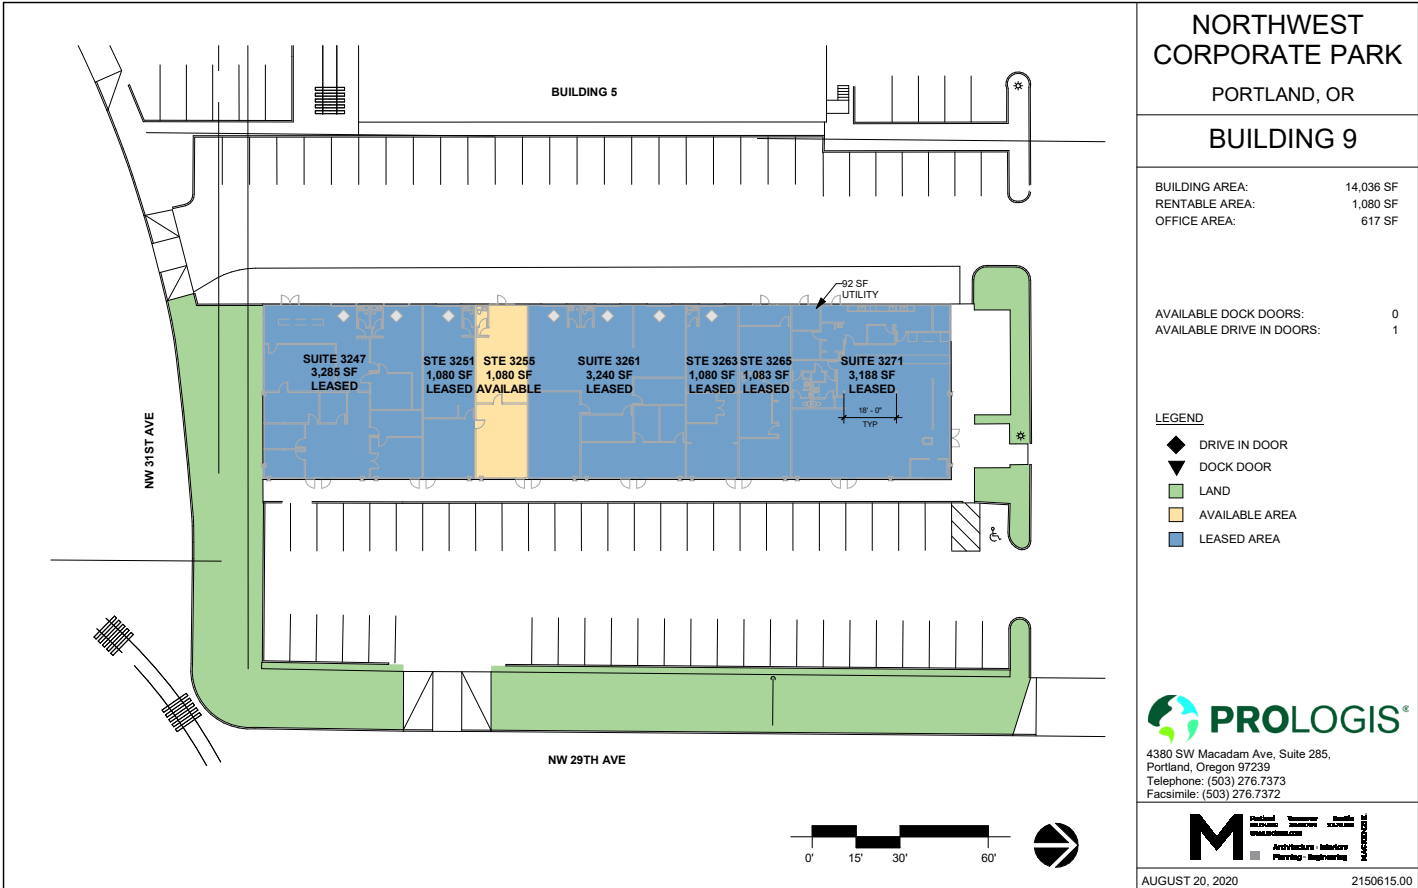 NORTHWEST
CORPORATE PARK
PORTLAND, OR
BUILDING 9
BUILDING AREA: 14,036 SF
RENTABLE AREA: 1,080 SF
OFFICE AREA: 617 SF
AVAILABLE DOCK DOORS: 0
AVAILABLE DRIVE IN DOORS: 1
LEGEND
DRIVE IN DOOR
DOCK DOOR
LAND
AVAILABLE AREA
LEASED AREA
BUILDING 5
92 SF
UTILITY
SUITE 3247
3,285 SF
LEASED
STE 3251
1,080 SF
LEASED
STE 3255
1,080 SF
AVAILABLE
SUITE 3261
3,240 SF
LEASED
STE 3263
1,080 SF
LEASED
STE 3265
1,083 SF
LEASED
SUITE 3271
3,188 SF
LEASED
18' - 0"
TYP
NW 31ST AVE
NW 29TH AVE
0' 15' 30' 60'
PROLOGIS
4380 SW Macadam Ave, Suite 285,
Portland, Oregon 97239
Telephone: (503) 276.7373
Facsimile: (503) 276.7372
M.
Portland Vancouver Seattle
Architecture - Interiors
Planning - Engineering
MACKENZIE
AUGUST 20, 2020 2150615.00